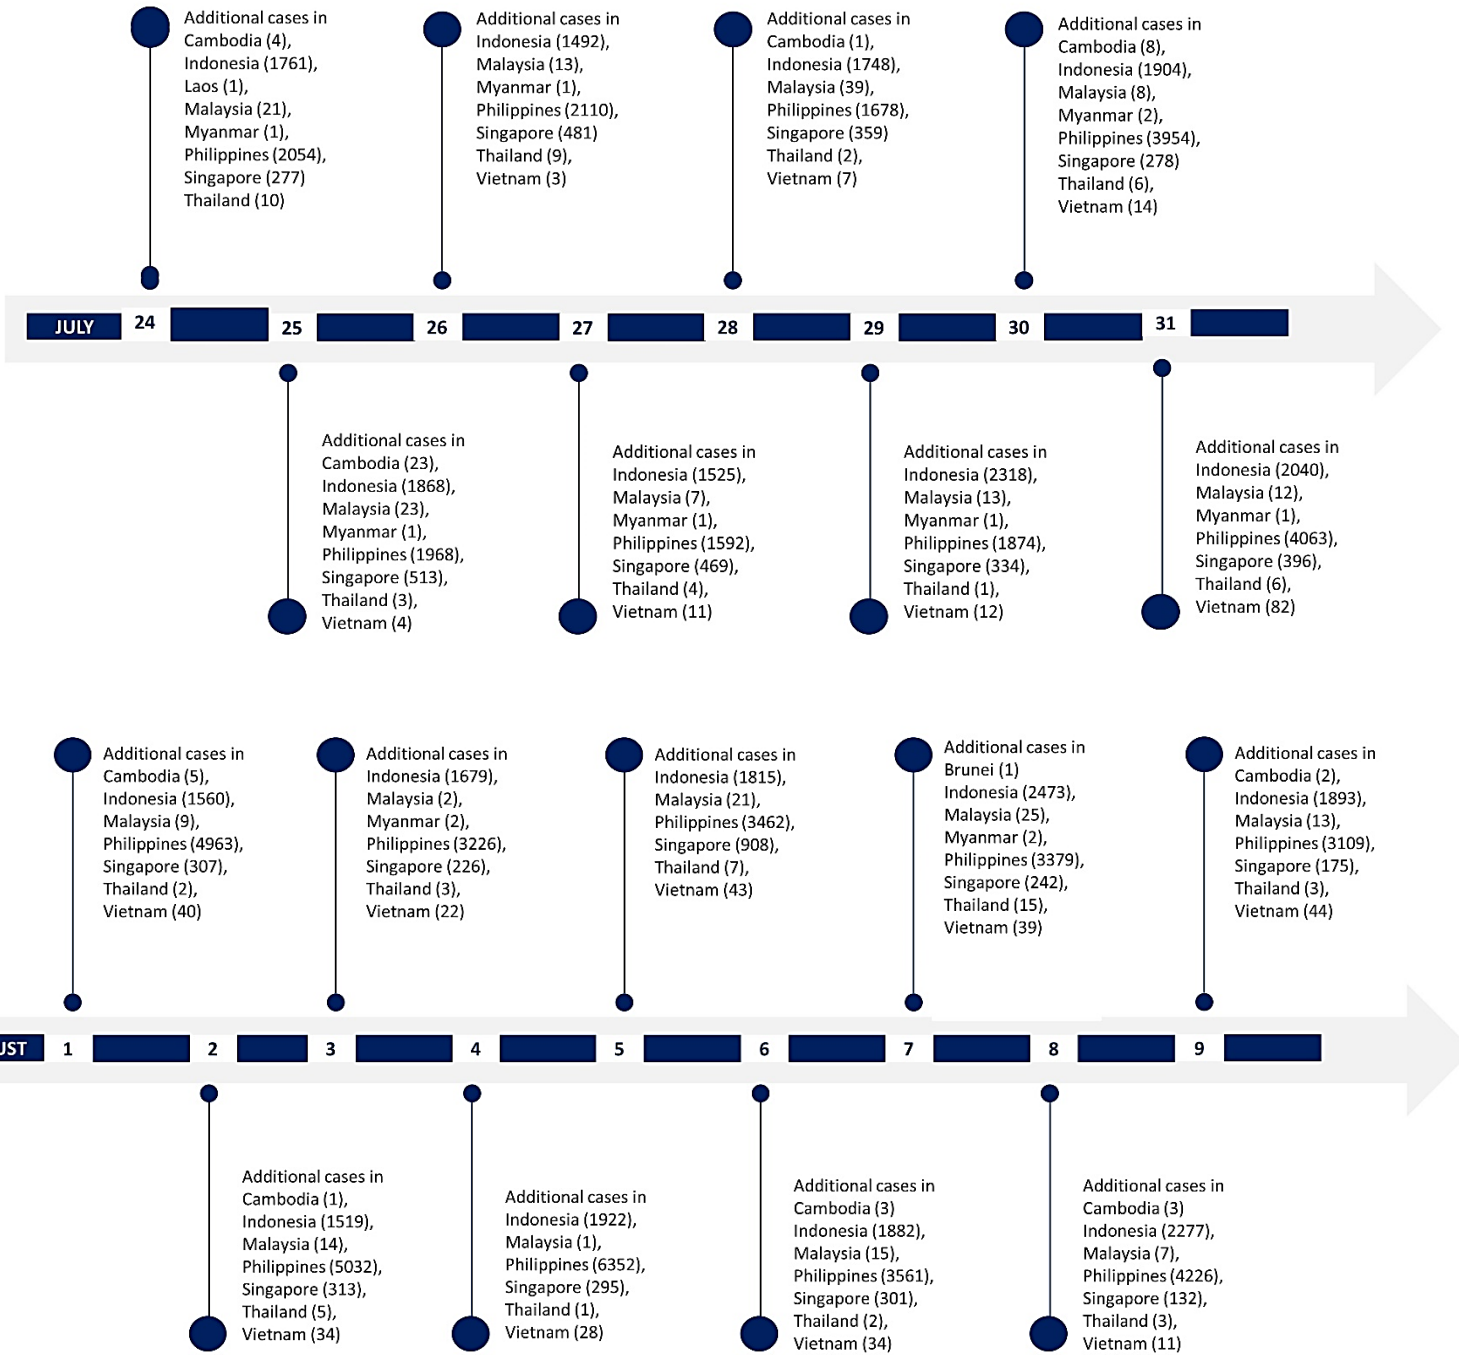 Additional cases in
Cambodia (4),
Indonesia (1761),
Laos (1),
Malaysia (21),
Myanmar (1),
Philippines (2054),
Singapore (277)
Thailand (10)
Additional cases in
Indonesia (1492),
Malaysia (13),
Myanmar (1),
Philippines (2110),
Singapore (481)
Thailand (9),
Vietnam (3)
Additional cases in
Cambodia (1),
Indonesia (1748),
Malaysia (39),
Philippines (1678),
Singapore (359)
Thailand (2),
Vietnam (7)
Additional cases in
Cambodia (8),
Indonesia (1904),
Malaysia (8),
Myanmar (2),
Philippines (3954),
Singapore (278)
Thailand (6),
Vietnam (14)
JULY 24 25 26 27 28 29 30 31
Additional cases in
Cambodia (23),
Indonesia (1868),
Malaysia (23),
Myanmar (1),
Philippines (1968),
Singapore (513),
Thailand (3),
Vietnam (4)
Additional cases in
Indonesia (1525),
Malaysia (7),
Myanmar (1),
Philippines (1592),
Singapore (469),
Thailand (4),
Vietnam (11)
Additional cases in
Indonesia (2318),
Malaysia (13),
Myanmar (1),
Philippines (1874),
Singapore (334),
Thailand (1),
Vietnam (12)
Additional cases in
Indonesia (2040),
Malaysia (12),
Myanmar (1),
Philippines (4063),
Singapore (396),
Thailand (6),
Vietnam (82)
Additional cases in
Cambodia (5),
Indonesia (1560),
Malaysia (9),
Philippines (4963),
Singapore (307),
Thailand (2),
Vietnam (40)
Additional cases in
Indonesia (1679),
Malaysia (2),
Myanmar (2),
Philippines (3226),
Singapore (226),
Thailand (3),
Vietnam (22)
Additional cases in
Indonesia (1815),
Malaysia (21),
Philippines (3462),
Singapore (908),
Thailand (7),
Vietnam (43)
Additional cases in
Brunei (1)
Indonesia (2473),
Malaysia (25),
Myanmar (2),
Philippines (3379),
Singapore (242),
Thailand (15),
Vietnam (39)
Additional cases in
Cambodia (2),
Indonesia (1893),
Malaysia (13),
Philippines (3109),
Singapore (175),
Thailand (3),
Vietnam (44)
UST 1 2 3 4 5 6 7 8 9
Additional cases in
Cambodia (1),
Indonesia (1519),
Malaysia (14),
Philippines (5032),
Singapore (313),
Thailand (5),
Vietnam (34)
Additional cases in
Indonesia (1922),
Malaysia (1),
Philippines (6352),
Singapore (295),
Thailand (1),
Vietnam (28)
Additional cases in
Cambodia (3)
Indonesia (1882),
Malaysia (15),
Philippines (3561),
Singapore (301),
Thailand (2),
Vietnam (34)
Additional cases in
Cambodia (3)
Indonesia (2277),
Malaysia (7),
Philippines (4226),
Singapore (132),
Thailand (3),
Vietnam (11)